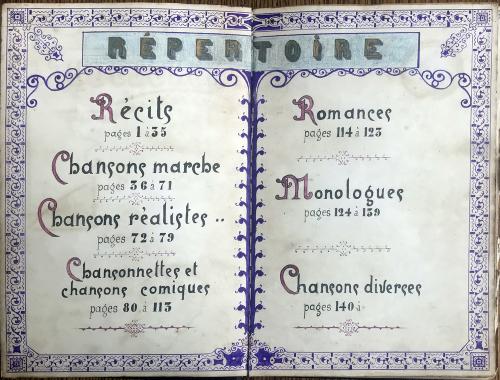 RÉPERTOIRE
Récits
pages 1 à 35
Chansons marche
pages 36 à 71
Chansons réalistes ..
pages 72 à 79
Chansonnettes et
chansons comiques
pages 80 à 113
Romances
pages 114 à 123
Monologues
pages 124 à 139
Chansons diverses
pages 140 à